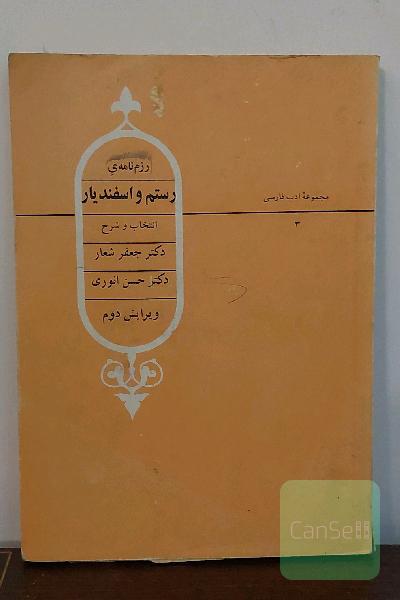 رزم‌نامه‌ی
رستم و اسفندیار
انتخاب و شرح
دکتر جعفر شعار
دکتر حسن انوری
ویرایش دوم
مجموعهٔ ادب فارسی
۳
CanSell